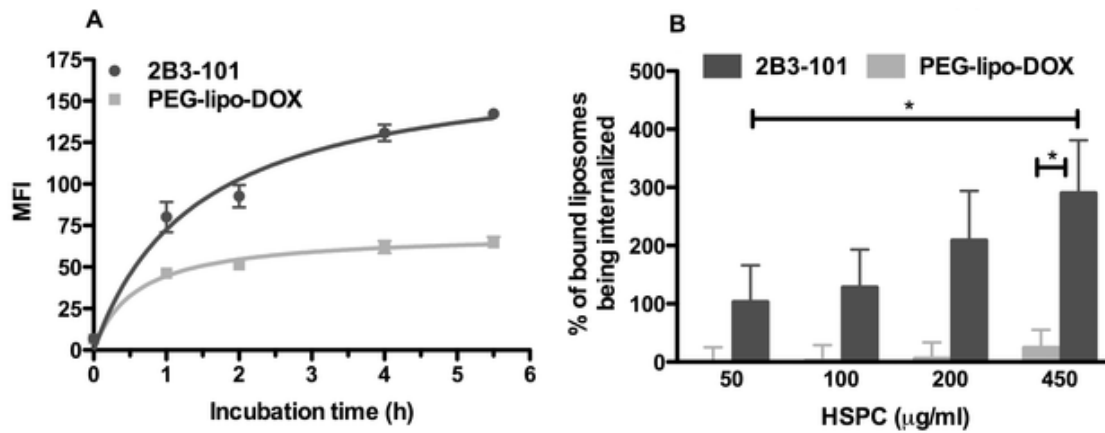 A
175
150
125
100
75
50
25
0
MFI
2B3-101
PEG-lipo-DOX
0 1 2 3 4 5 6
Incubation time (h)
B
2B3-101 PEG-lipo-DOX
500
400
300
200
100
0
% of bound liposomes
being internalized
*
*
50 100 200 450
HSPC (μg/ml)